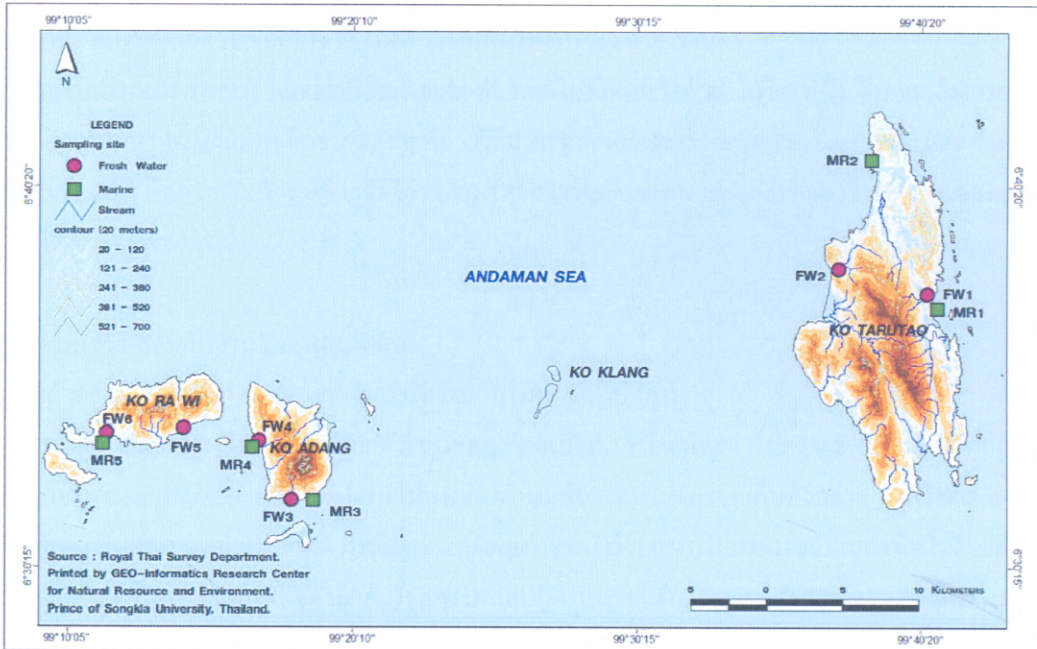 99°10'05" 99°20'10" 99°30'15" 99°40'20"
N
LEGEND
Sampling site
Fresh Water
Marine
Stream
contour (20 meters)
20 - 120
121 - 240
241 - 360
361 - 520
521 - 700
6°40'20" 6°40'20"
MR2
ANDAMAN SEA
FW2
FW1
MR1
KO TARUTAO
KO KLANG
KO RA WI
FW6
FW5
MR5
FW4
KO ADANG
MR4
FW3
MR3
Source : Royal Thai Survey Department.
Printed by GEO-Informatics Research Center
for Natural Resource and Environment.
Prince of Songkla University, Thailand.
6°30'15" 6°30'15"
5 0 5 10 KILOMETERS
99°10'05" 99°20'10" 99°30'15" 99°40'20"